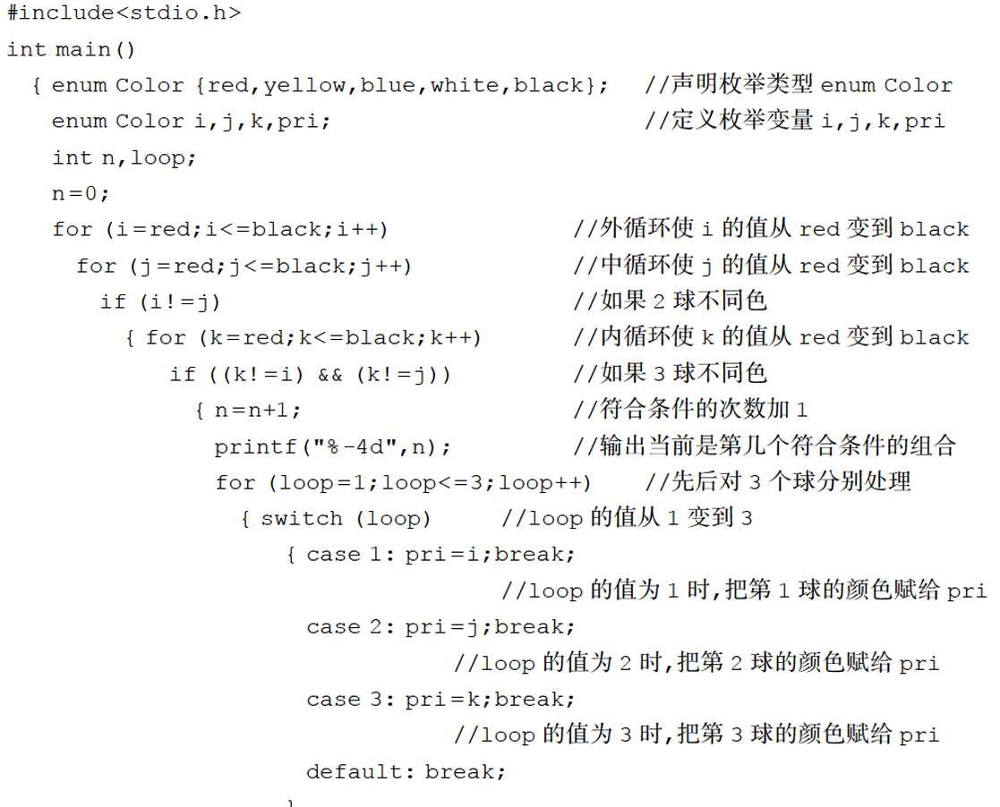 #include<stdio.h>
int main()
{ enum Color {red,yellow,blue,white,black}; //声明枚举类型 enum Color
enum Color i,j,k,pri; //定义枚举变量 i,j,k,pri
int n,loop;
n=0;
for (i=red;i<=black;i++) //外循环使 i 的值从 red 变到 black
for (j=red;j<=black;j++) //中循环使 j 的值从 red 变到 black
if (i!=j) //如果 2 球不同色
{ for (k=red;k<=black;k++) //内循环使 k 的值从 red 变到 black
if ((k!=i) && (k!=j)) //如果 3 球不同色
{ n=n+1; //符合条件的次数加 1
printf("%-4d",n); //输出当前是第几个符合条件的组合
for (loop=1;loop<=3;loop++) //先后对 3 个球分别处理
{ switch (loop) //loop 的值从 1 变到 3
{ case 1: pri=i;break;
//loop 的值为 1 时,把第 1 球的颜色赋给 pri
case 2: pri=j;break;
//loop 的值为 2 时,把第 2 球的颜色赋给 pri
case 3: pri=k;break;
//loop 的值为 3 时,把第 3 球的颜色赋给 pri
default: break;